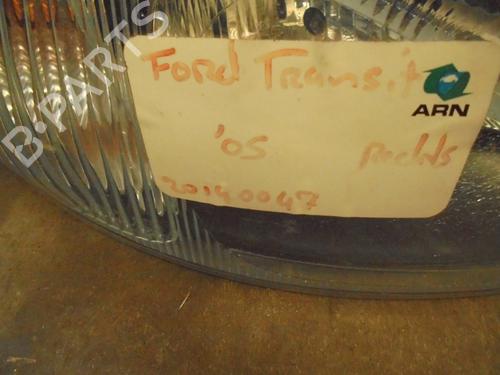 Ford Transit
ARN
'05 Rechts
20140047
B-PARTS